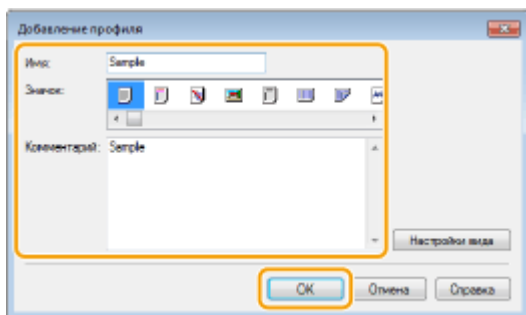 Добавление профиля
Имя: Sample
Значок:
Комментарий: Sample
Настройки вида
OK Отмена Справка